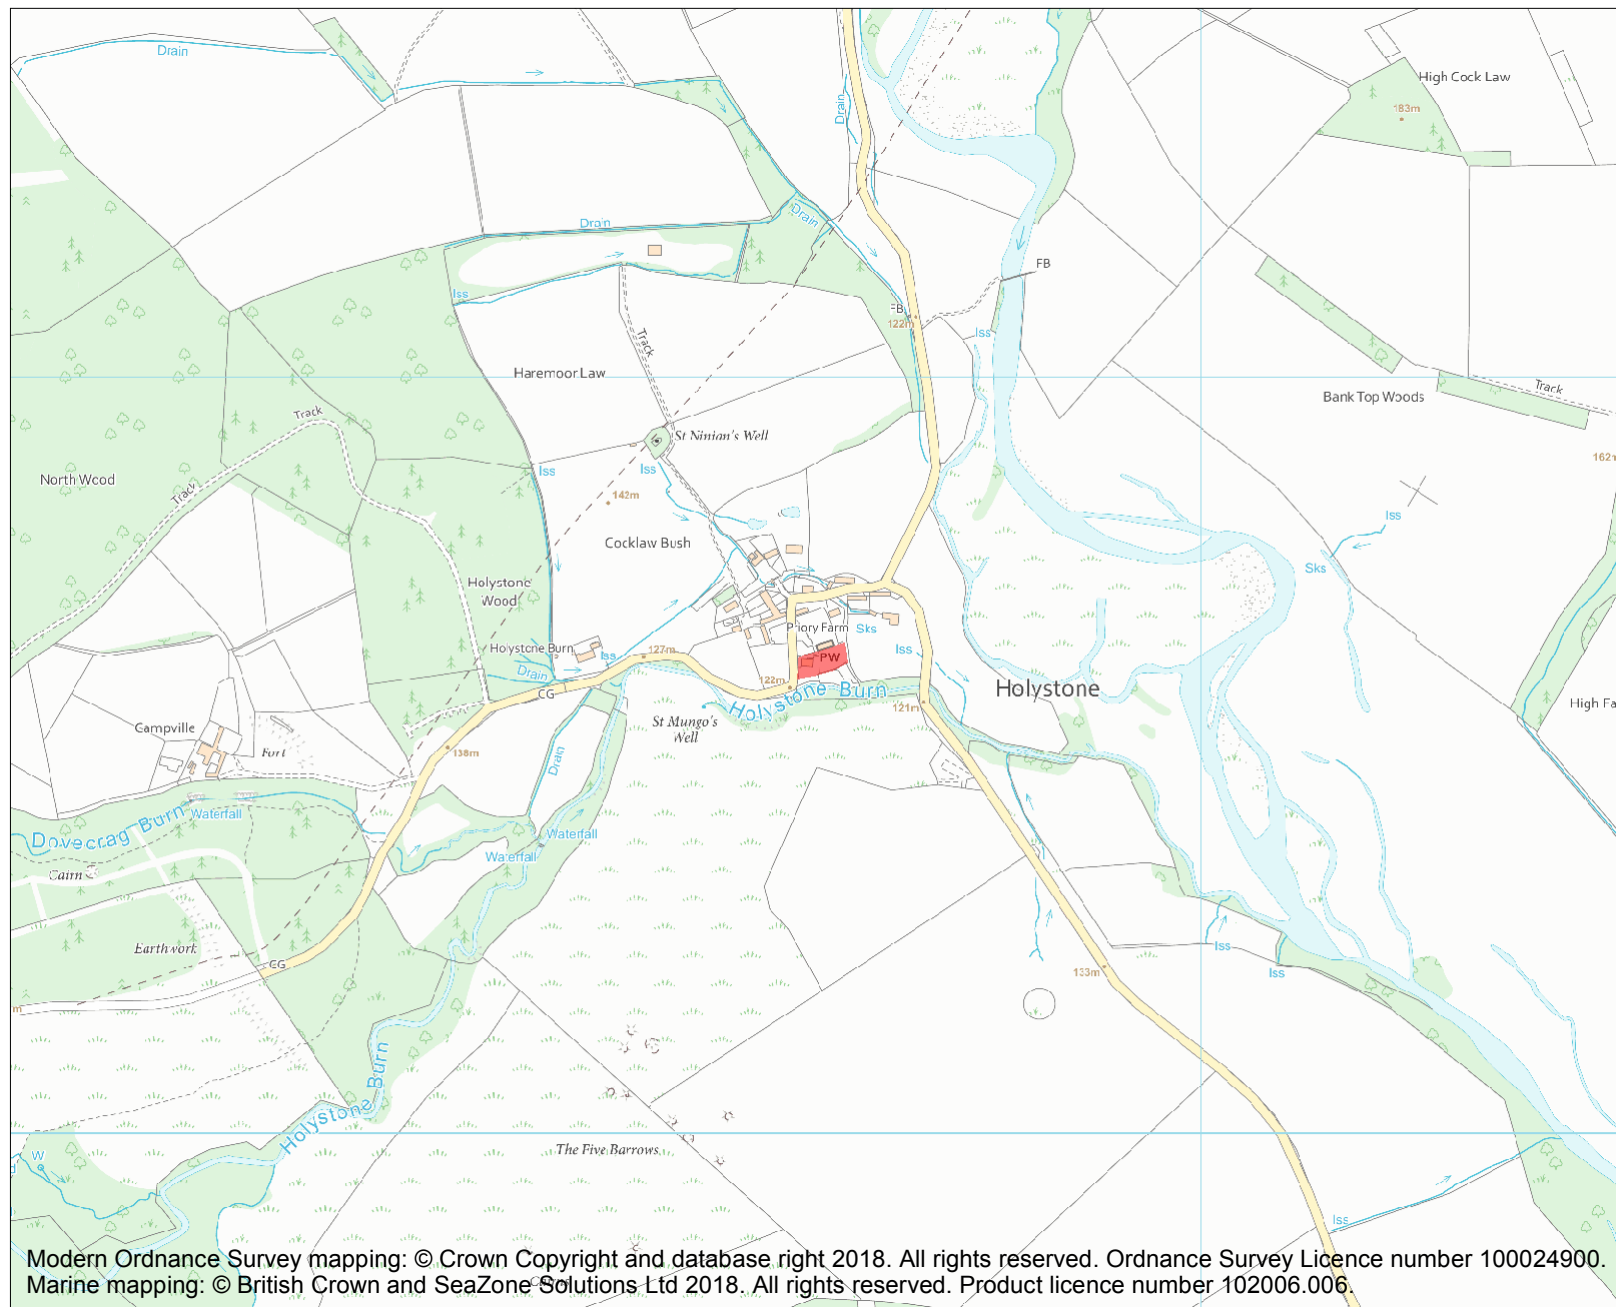 Drain
High Cock Law
183m
Drain
Drain
Drain
FB
Iss
FB
122m
Iss
Track
Haremoor Law
Track
Bank Top Woods
Track
St Ninian's Well
Iss
Iss
162m
North Wood
Track
142m
Iss
Cocklaw Bush
Sks
Holystone
Wood
Priory Farm
Sks
Holystone Burn
Iss
127m
PW
Iss
Drain
122m
CG
Holystone Burn
Holystone
121m
High Fa
St Mungo's
Well
Campville
Fort
138m
Drain
Dovecrag Burn
Waterfall
Waterfall
Waterfall
Cairn
Earthwork
CG
Iss
Iss
133m
m
Holystone Burn
The Five Barrows
W
Iss
Modern Ordnance Survey mapping: © Crown Copyright and database right 2018. All rights reserved. Ordnance Survey Licence number 100024900.
Marine mapping: © British Crown and SeaZone Solutions Ltd 2018. All rights reserved. Product licence number 102006.006.